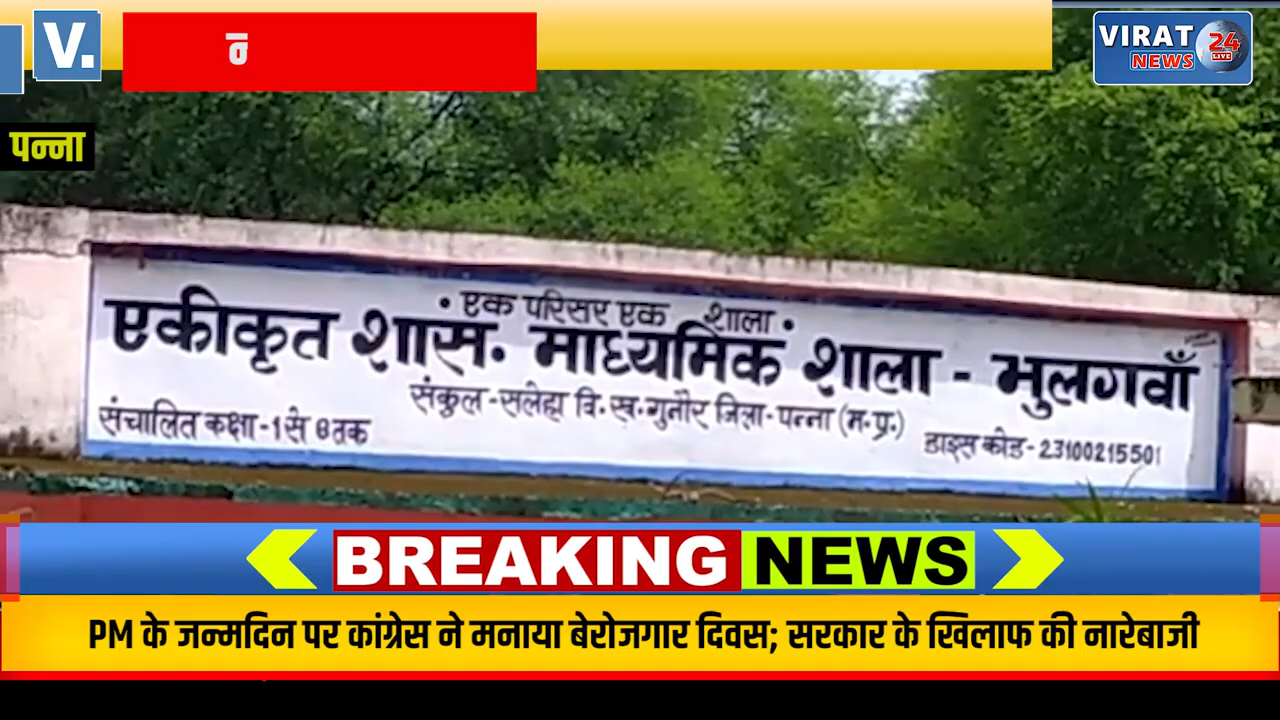 V.
VIRAT
NEWS
24
LIVE
पन्ना
• एक परिसर एक शाला •
एकीकृत शास. माध्यमिक शाला - भुलगवाँ
संकुल-सलेहा वि.ख.गुनौर जिला-पन्ना (म.प्र.)
संचालित कक्षा-1 से 8 तक
डाइस कोड-23100215501
BREAKING NEWS
PM के जन्मदिन पर कांग्रेस ने मनाया बेरोजगार दिवस; सरकार के खिलाफ की नारेबाजी